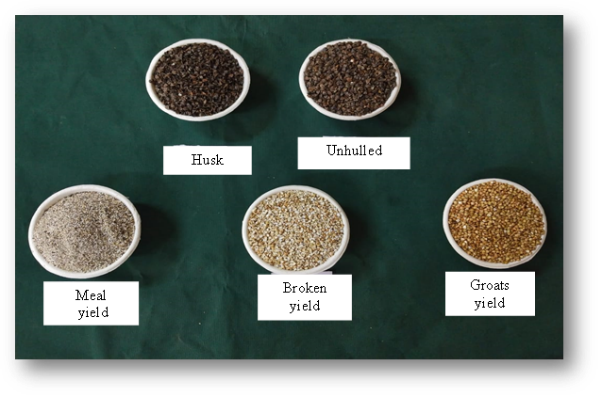 Husk
Unhulled
Meal
yield
Broken
yield
Groats
yield